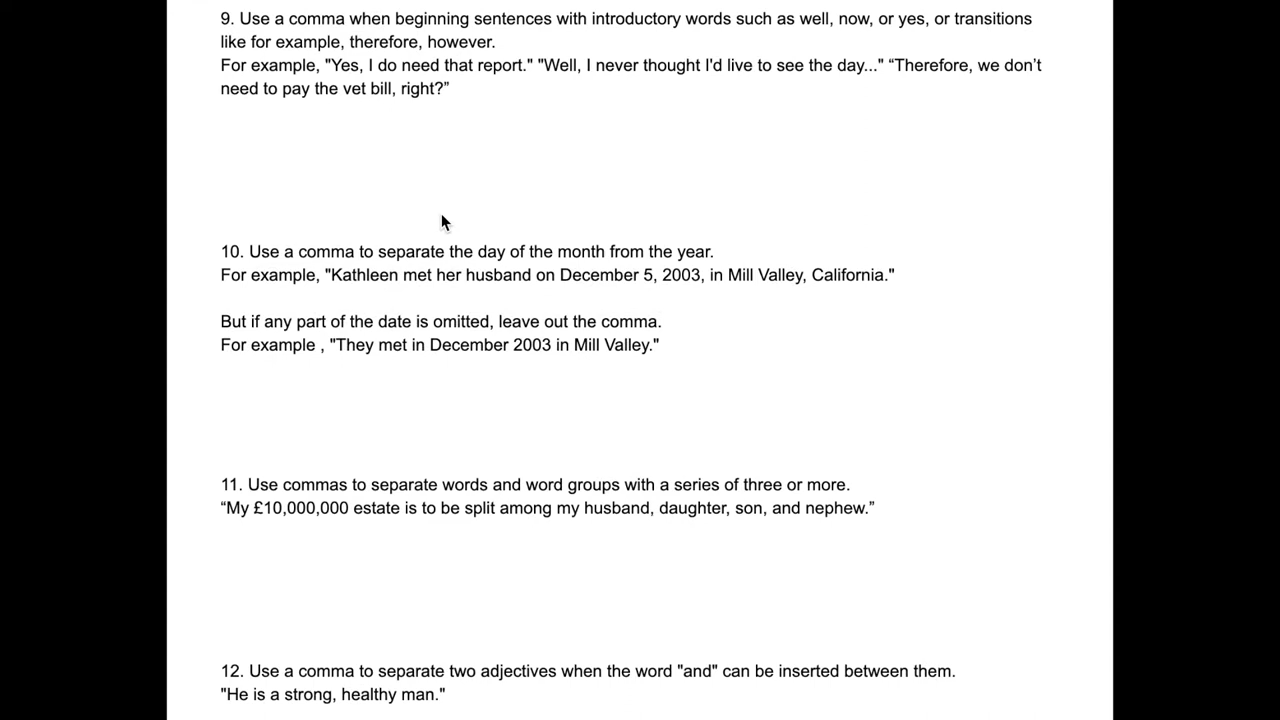 9. Use a comma when beginning sentences with introductory words such as well, now, or yes, or transitions
like for example, therefore, however.
For example, "Yes, I do need that report." "Well, I never thought I'd live to see the day..." “Therefore, we don’t
need to pay the vet bill, right?”
10. Use a comma to separate the day of the month from the year.
For example, "Kathleen met her husband on December 5, 2003, in Mill Valley, California."
But if any part of the date is omitted, leave out the comma.
For example , "They met in December 2003 in Mill Valley."
11. Use commas to separate words and word groups with a series of three or more.
“My £10,000,000 estate is to be split among my husband, daughter, son, and nephew.”
12. Use a comma to separate two adjectives when the word "and" can be inserted between them.
"He is a strong, healthy man."